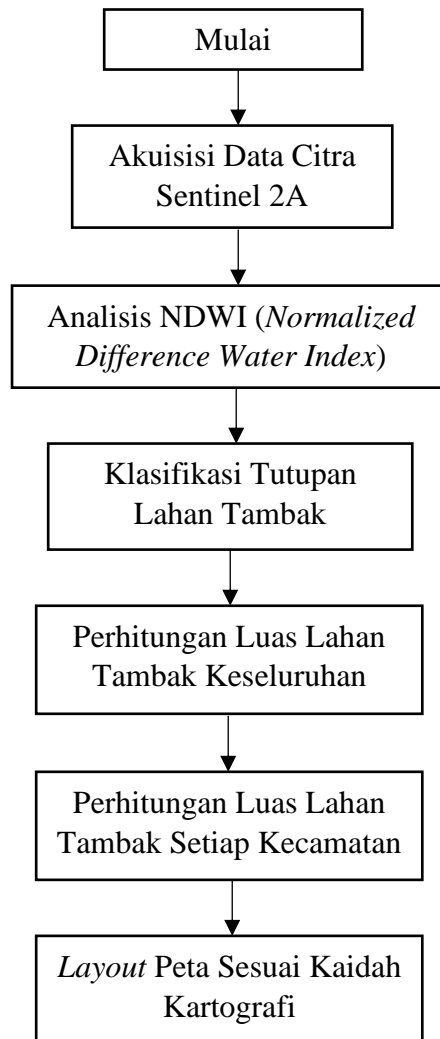 Mulai
Akuisisi Data Citra
Sentinel 2A
Analisis NDWI (Normalized
Difference Water Index)
Klasifikasi Tutupan
Lahan Tambak
Perhitungan Luas Lahan
Tambak Keseluruhan
Perhitungan Luas Lahan
Tambak Setiap Kecamatan
Layout Peta Sesuai Kaidah
Kartografi